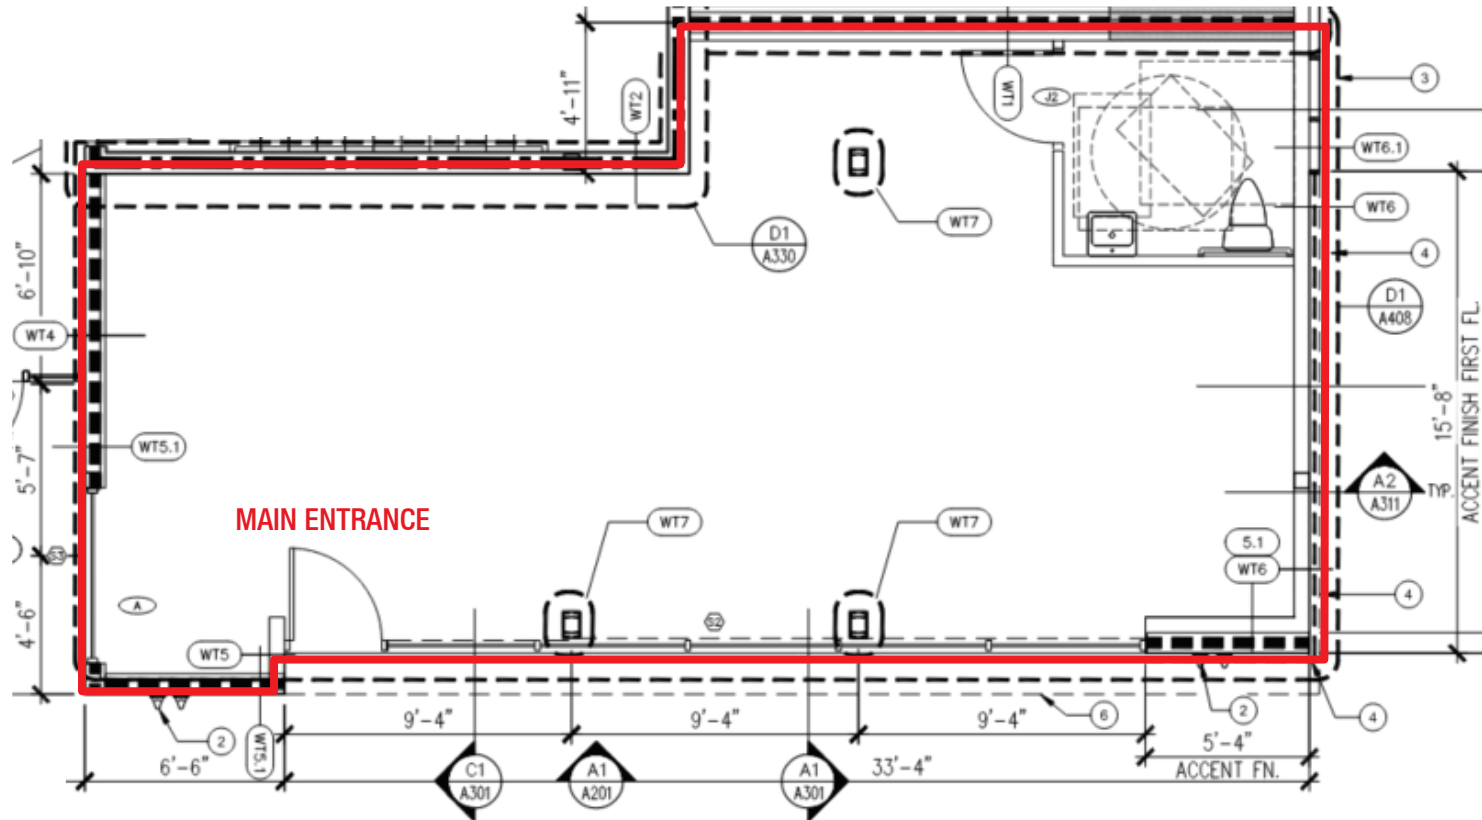 4'-11"
WT2
WT1
J2
3
WT6.1
WT7
WT6
D1
A330
4
6'-10"
D1
A408
WT4
ACCENT FINISH FIRST FL.
15'-8"
WT5.1
5'-7"
A2
A311
TYP.
MAIN ENTRANCE
WT7
WT7
5.1
WT6
S3
A
4'-6"
S2
4
WT5
2
WT5.1
9'-4"
9'-4"
9'-4"
6
2
4
6'-6"
5'-4"
ACCENT FN.
C1
A301
A1
A201
A1
A301
33'-4"